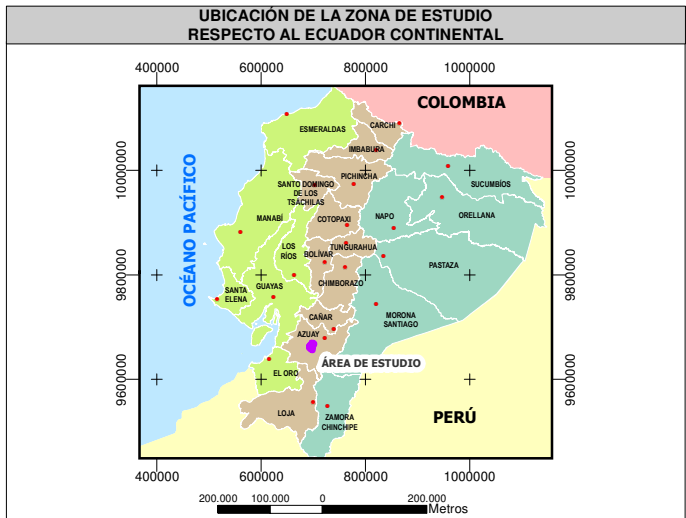 UBICACIÓN DE LA ZONA DE ESTUDIO
RESPECTO AL ECUADOR CONTINENTAL
400000 600000 800000 1000000
COLOMBIA
CARCHI
ESMERALDAS
IMBABURA
10000000 10000000
PICHINCHA
SUCUMBÍOS
SANTO DOMINGO
DE LOS
TSÁCHILAS
OCÉANO PACÍFICO
ORELLANA
MANABÍ
COTOPAXI
NAPO
LOS
RÍOS
TUNGURAHUA
BOLÍVAR
PASTAZA
9800000 9800000
CHIMBORAZO
GUAYAS
SANTA
ELENA
CAÑAR
MORONA
SANTIAGO
AZUAY
ÁREA DE ESTUDIO
EL ORO
9600000 9600000
LOJA
ZAMORA
CHINCHIPE
PERÚ
400000 600000 800000 1000000
200.000 100.000 0 200.000
Metros